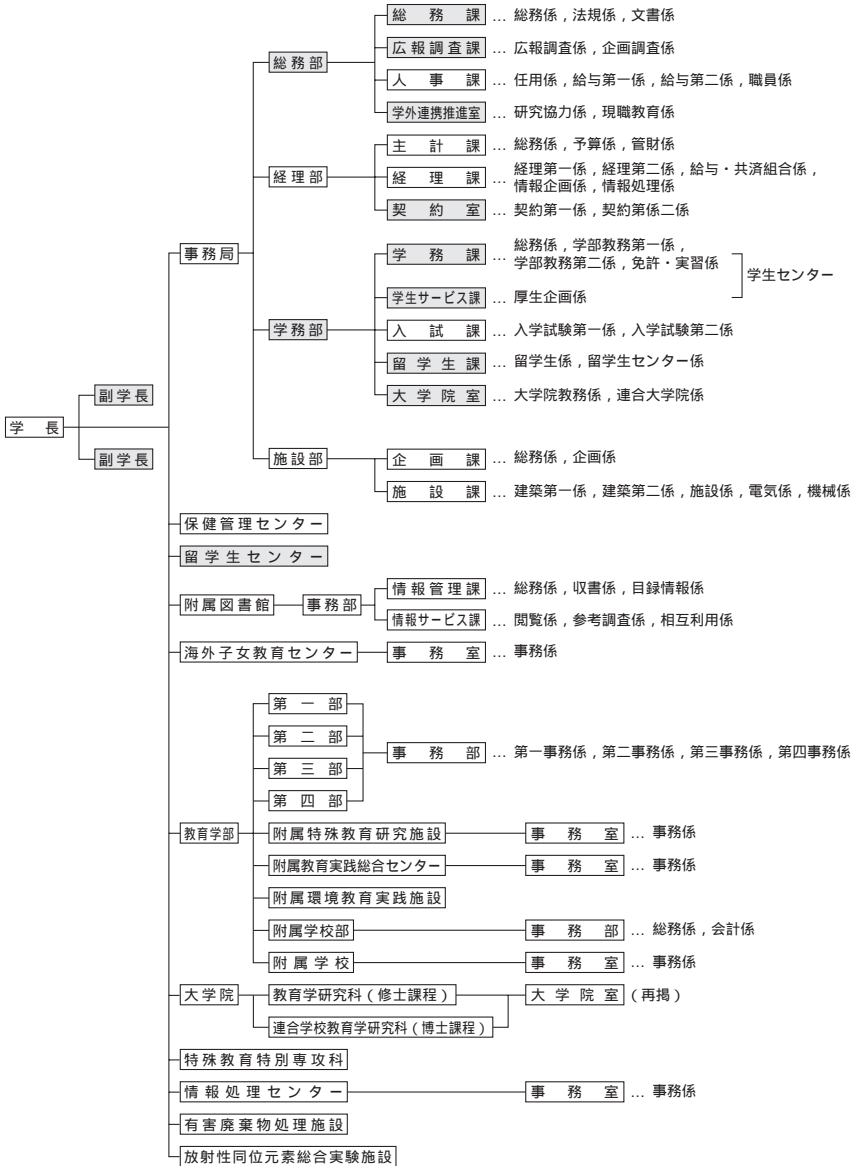 総務課 … 総務係，法規係，文書係
広報調査課 … 広報調査係，企画調査係
総務部
人事課 … 任用係，給与第一係，給与第二係，職員係
学外連携推進室 … 研究協力係，現職教育係
主計課 … 総務係，予算係，管財係
経理部
経理課 … 経理第一係，経理第二係，給与・共済組合係，
情報企画係，情報処理係
契約室 … 契約第一係，契約第係二係
事務局
学務課 … 総務係，学部教務第一係，
学部教務第二係，免許・実習係
学生センター
学生サービス課 … 厚生企画係
学務部
入試課 … 入学試験第一係，入学試験第二係
留学生課 … 留学生係，留学生センター係
大学院室 … 大学院教務係，連合大学院係
副学長
学長
副学長
施設部
企画課 … 総務係，企画係
施設課 … 建築第一係，建築第二係，施設係，電気係，機械係
保健管理センター
留学生センター
情報管理課 … 総務係，収書係，目録情報係
附属図書館 事務部
情報サービス課 … 閲覧係，参考調査係，相互利用係
海外子女教育センター 事務室 … 事務係
第一部
第二部
事務部 … 第一事務係，第二事務係，第三事務係，第四事務係
第三部
第四部
教育学部 附属特殊教育研究施設 事務室 … 事務係
附属教育実践総合センター 事務室 … 事務係
附属環境教育実践施設
附属学校部 事務部 … 総務係，会計係
附属学校 事務室 … 事務係
大学院 教育学研究科（修士課程） 大学院室（再掲）
連合学校教育学研究科（博士課程）
特殊教育特別専攻科
情報処理センター 事務室 … 事務係
有害廃棄物処理施設
放射性同位元素総合実験施設